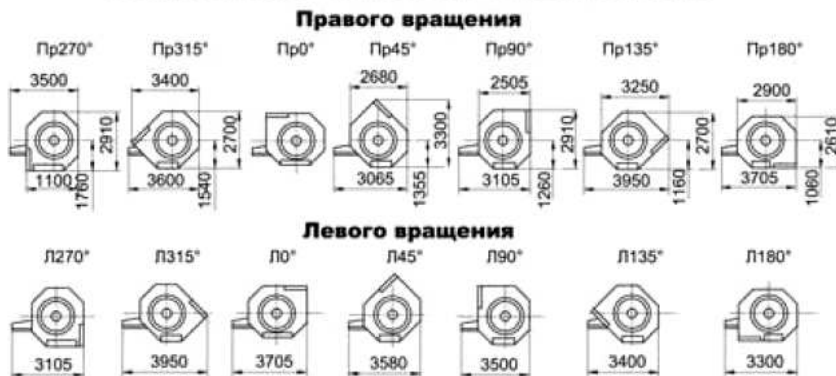 Правого вращения
Пр270° Пр315° Пр0° Пр45° Пр90° Пр135° Пр180°
3500 3400 2680 2505 3250 2900
2910 2700 3300 2910 2700 2610
1100 3600 3065 3105 3950 3705
1760 1540 1355 1260 1160 1060
Левого вращения
Л270° Л315° Л0° Л45° Л90° Л135° Л180°
3105 3950 3705 3580 3500 3400 3300